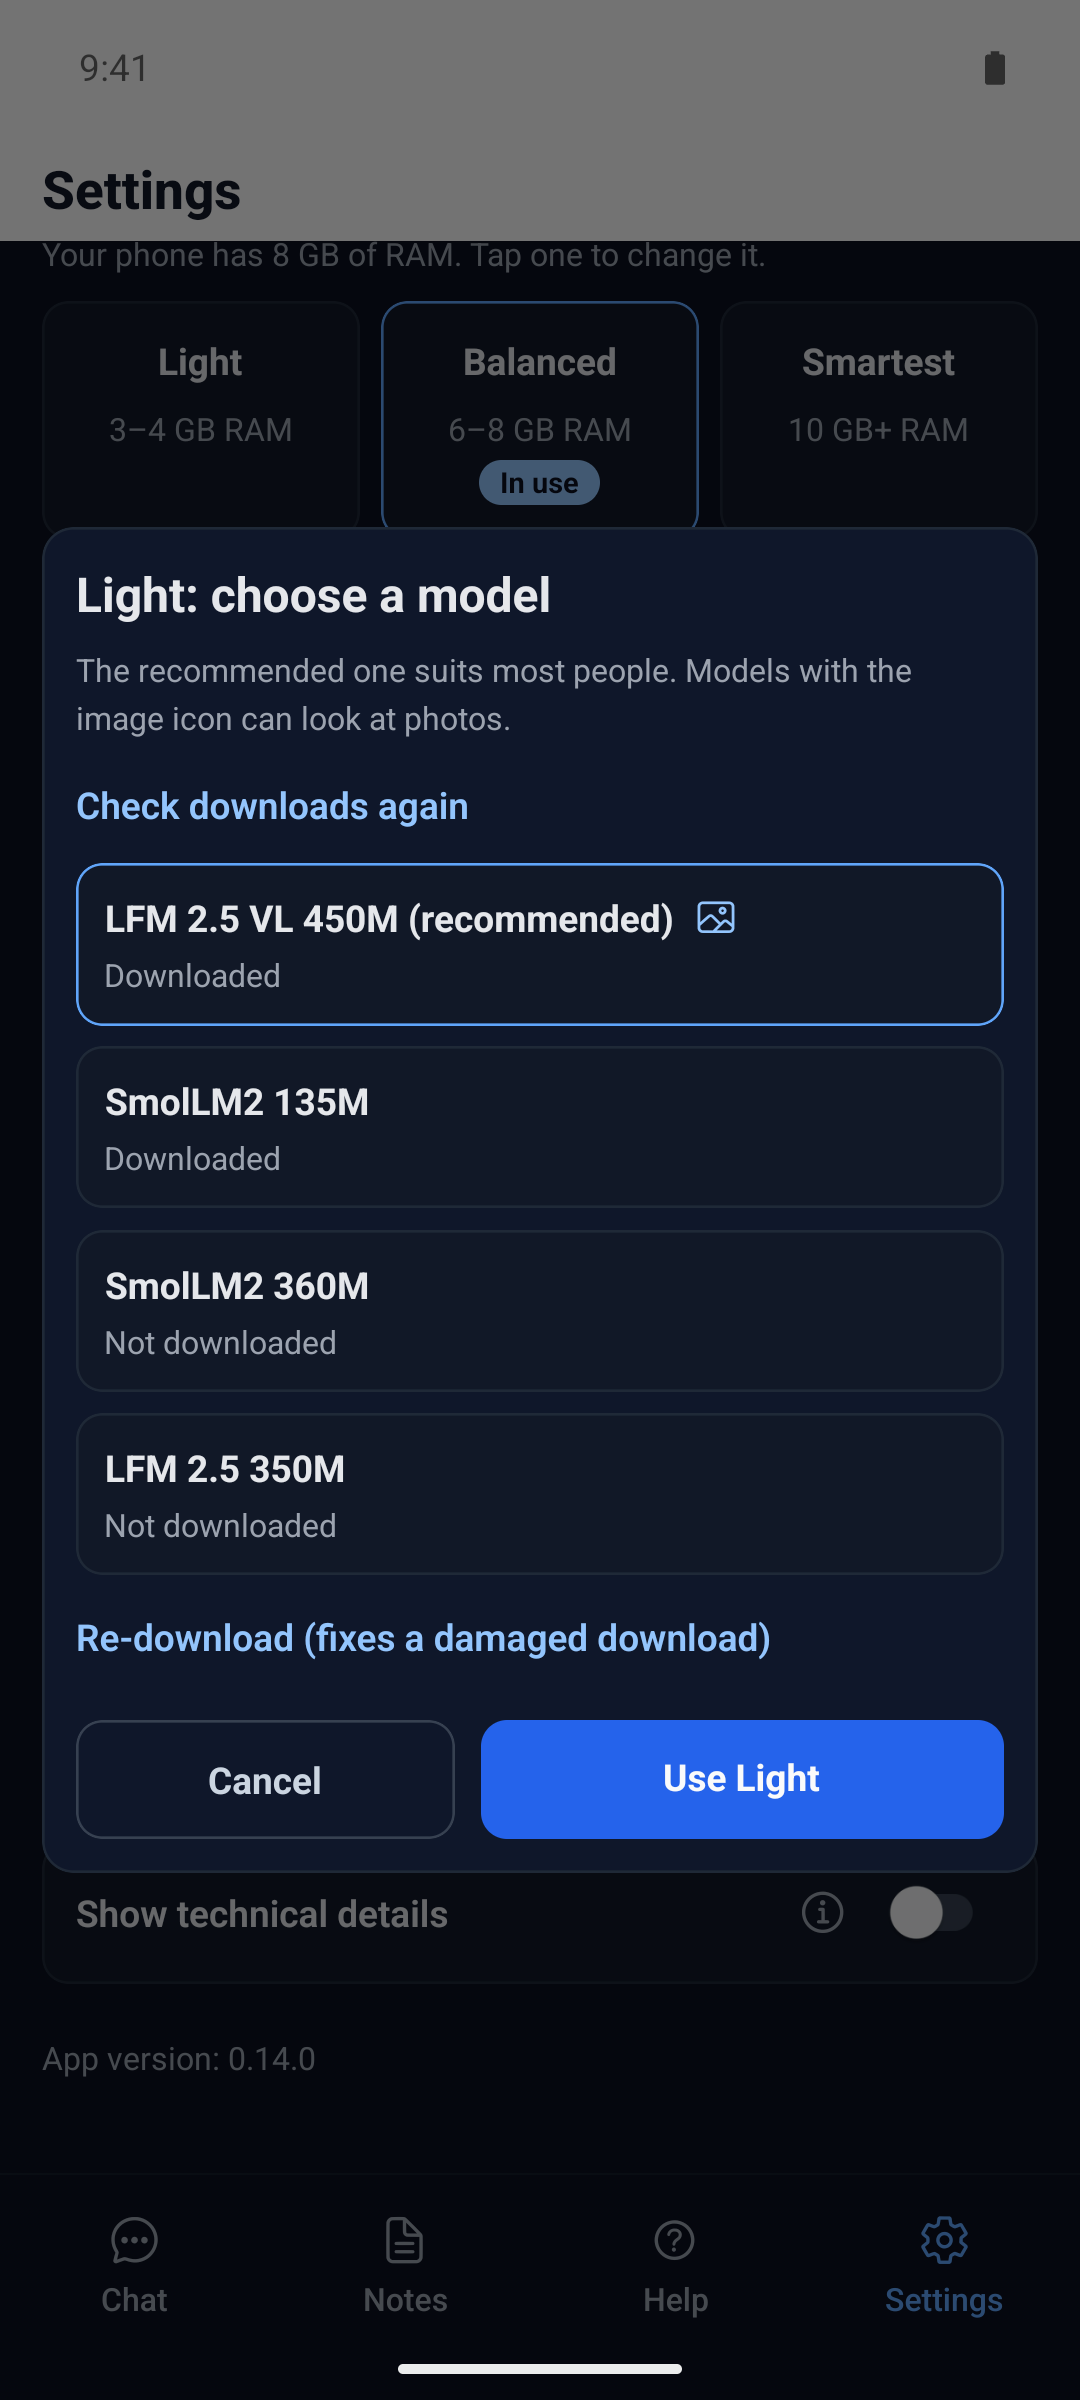 9:41
Settings
Your phone has 8 GB of RAM. Tap one to change it.
Light
Balanced
Smartest
3–4 GB RAM
6–8 GB RAM
10 GB+ RAM
In use
Light: choose a model
The recommended one suits most people. Models with the
image icon can look at photos.
Check downloads again
LFM 2.5 VL 450M (recommended)
Downloaded
SmolLM2 135M
Downloaded
SmolLM2 360M
Not downloaded
LFM 2.5 350M
Not downloaded
Re-download (fixes a damaged download)
Cancel
Use Light
Show technical details
App version: 0.14.0
Chat
Notes
Help
Settings